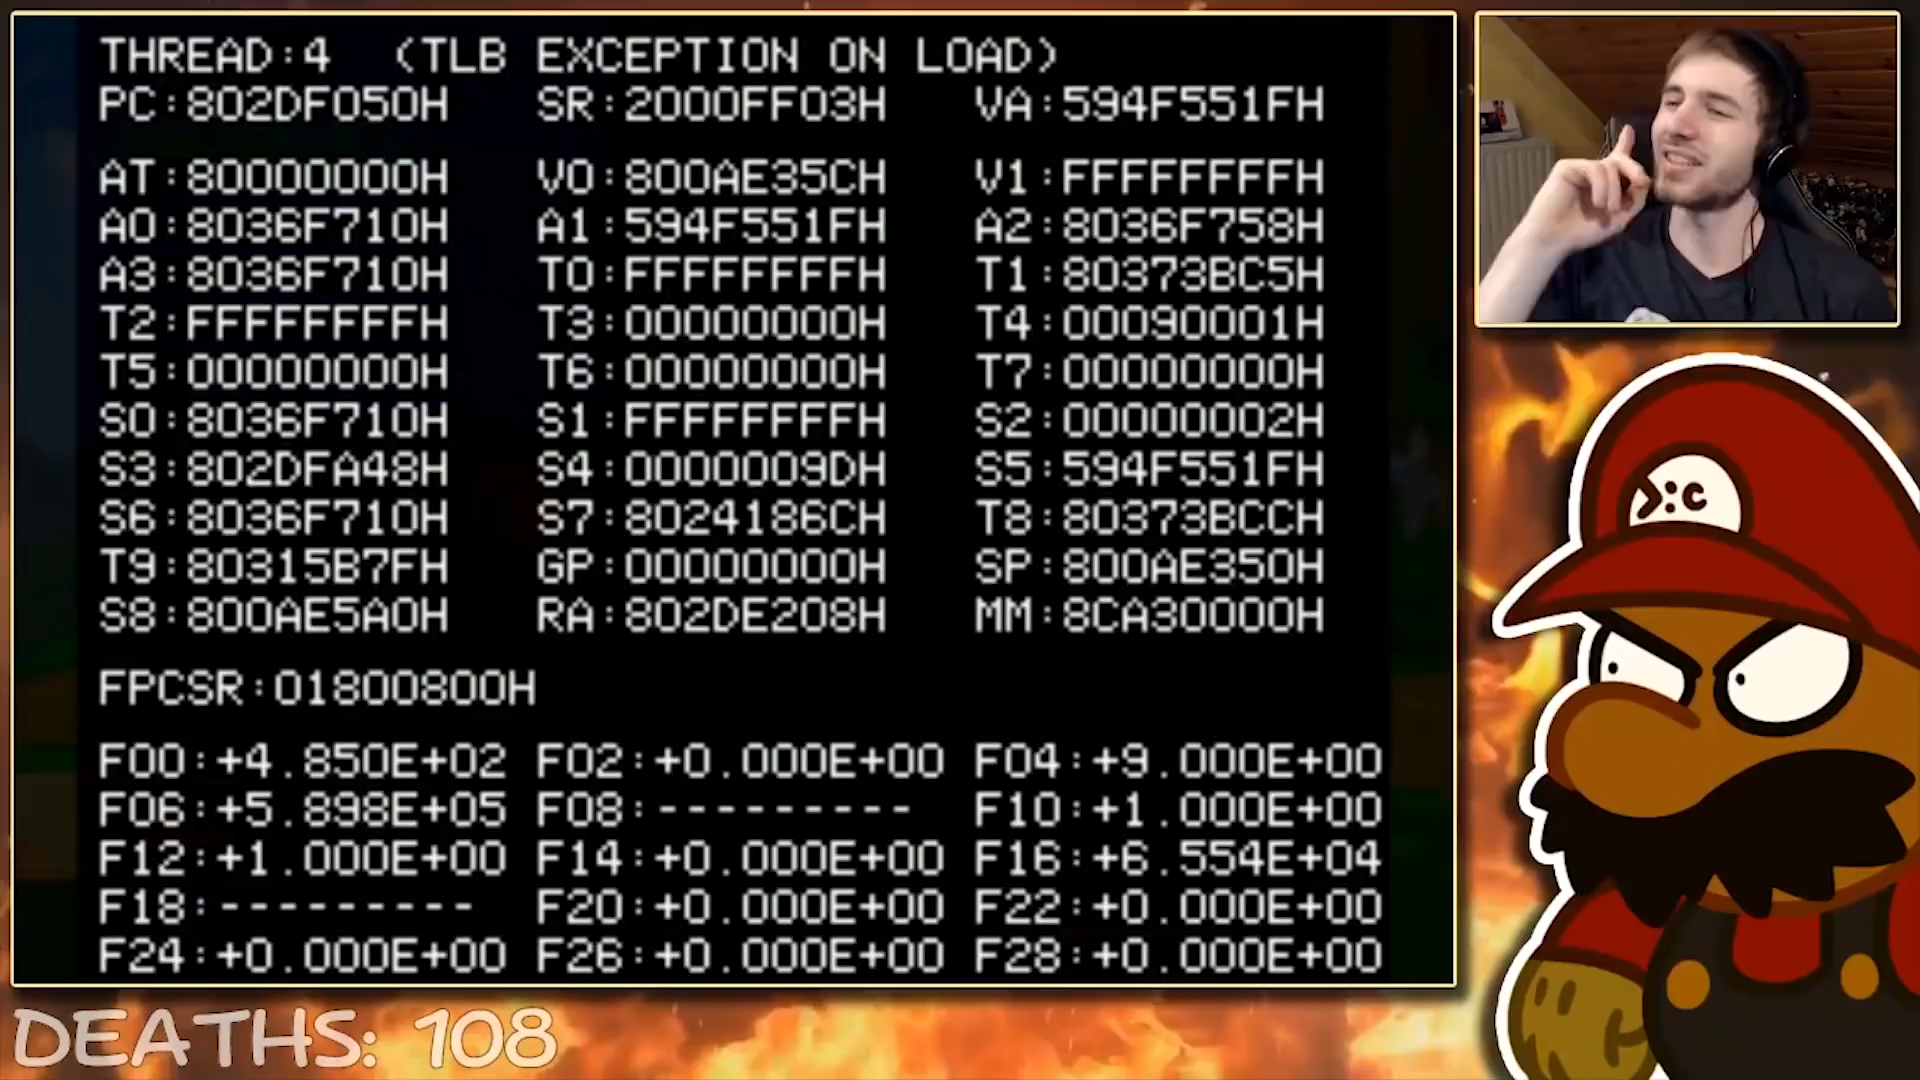 THREAD:4 (TLB EXCEPTION ON LOAD)
PC:802DF050H SR:2000FF03H VA:594F551FH
AT:80000000H V0:800AE35CH V1:FFFFFFFFH
A0:8036F710H A1:594F551FH A2:8036F758H
A3:8036F710H T0:FFFFFFFFH T1:80373BC5H
T2:FFFFFFFFH T3:00000000H T4:00090001H
T5:00000000H T6:00000000H T7:00000000H
S0:8036F710H S1:FFFFFFFFH S2:00000002H
S3:802DFA48H S4:0000009DH S5:594F551FH
S6:8036F710H S7:8024186CH T8:80373BCCH
T9:80315B7FH GP:00000000H SP:800AE350H
S8:800AE5A0H RA:802DE208H MM:8CA30000H
FPCSR:01800800H
F00:+4.850E+02 F02:+0.000E+00 F04:+9.000E+00
F06:+5.898E+05 F08:--------- F10:+1.000E+00
F12:+1.000E+00 F14:+0.000E+00 F16:+6.554E+04
F18:--------- F20:+0.000E+00 F22:+0.000E+00
F24:+0.000E+00 F26:+0.000E+00 F28:+0.000E+00
>:c
DEATHS: 108